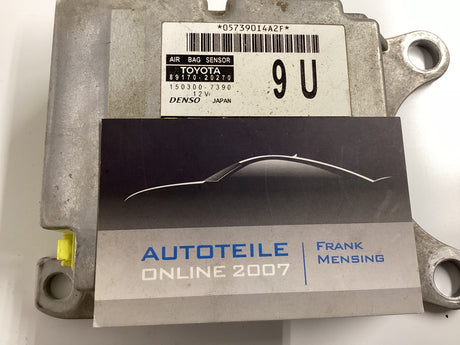 *05739D14A2F*
AIR BAG SENSOR
TOYOTA
89170-20270
9U
150300-7390
12V
DENSO JAPAN
AUTOTEILE
ONLINE 2007
FRANK
MENSING